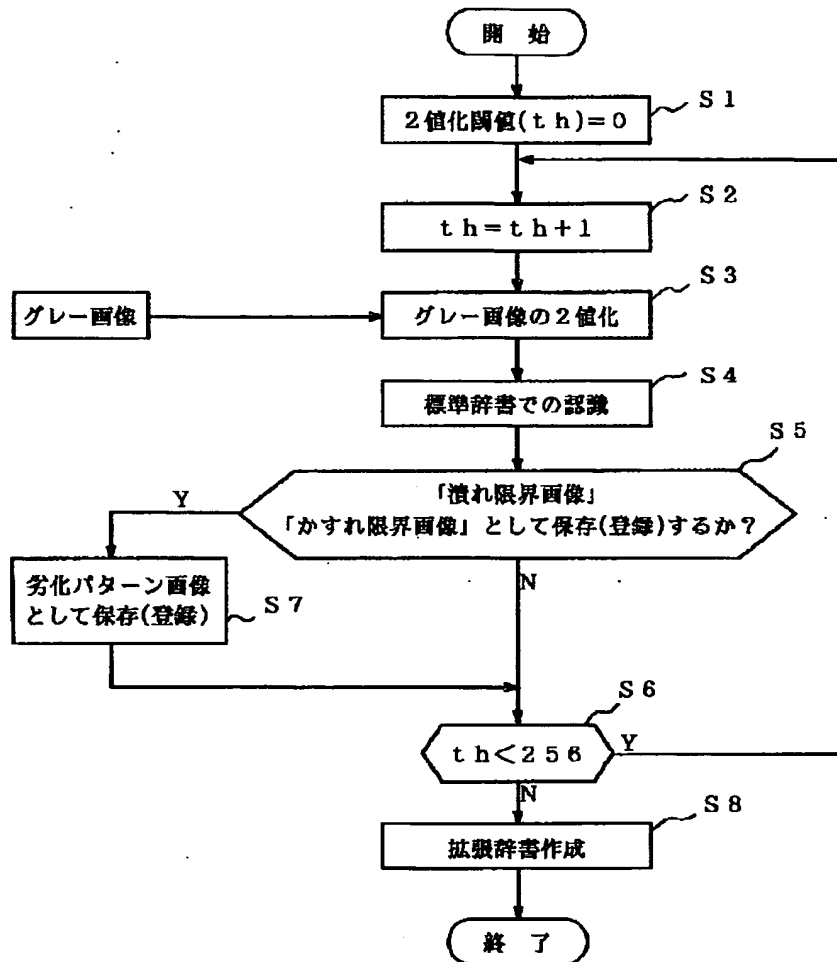 開 始
S1
2値化閾値(th)=0
S2
th=th+1
S3
グレー画像
グレー画像の2値化
S4
標準辞書での認識
S5
「潰れ限界画像」
「かすれ限界画像」として保存(登録)するか?
Y
N
劣化パターン画像
として保存(登録)
S7
S6
th<256
Y
N
S8
拡張辞書作成
終 了